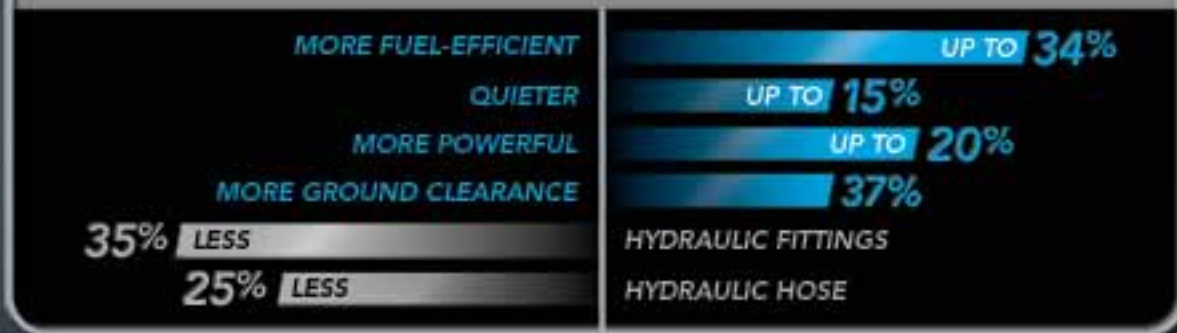 MORE FUEL-EFFICIENT UP TO 34%
QUIETER UP TO 15%
MORE POWERFUL UP TO 20%
MORE GROUND CLEARANCE 37%
35% LESS HYDRAULIC FITTINGS
25% LESS HYDRAULIC HOSE